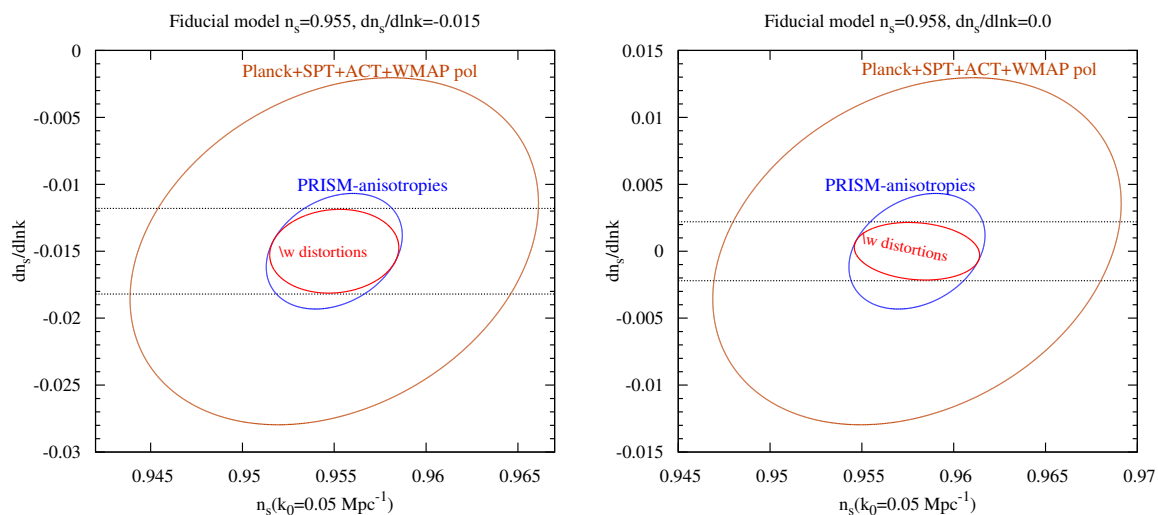 Fiducial model n_s=0.955, dn_s/dlnk=-0.015
0
-0.005
-0.01
-0.015
-0.02
-0.025
-0.03
dn_s/dlnk
Planck+SPT+ACT+WMAP pol
PRISM-anisotropies
\w distortions
0.945
0.95
0.955
0.96
0.965
n_s(k_0=0.05 Mpc^-1)
Fiducial model n_s=0.958, dn_s/dlnk=0.0
0.015
0.01
0.005
0
-0.005
-0.01
-0.015
dn_s/dlnk
Planck+SPT+ACT+WMAP pol
PRISM-anisotropies
\w distortions
0.945
0.95
0.955
0.96
0.965
0.97
n_s(k_0=0.05 Mpc^-1)